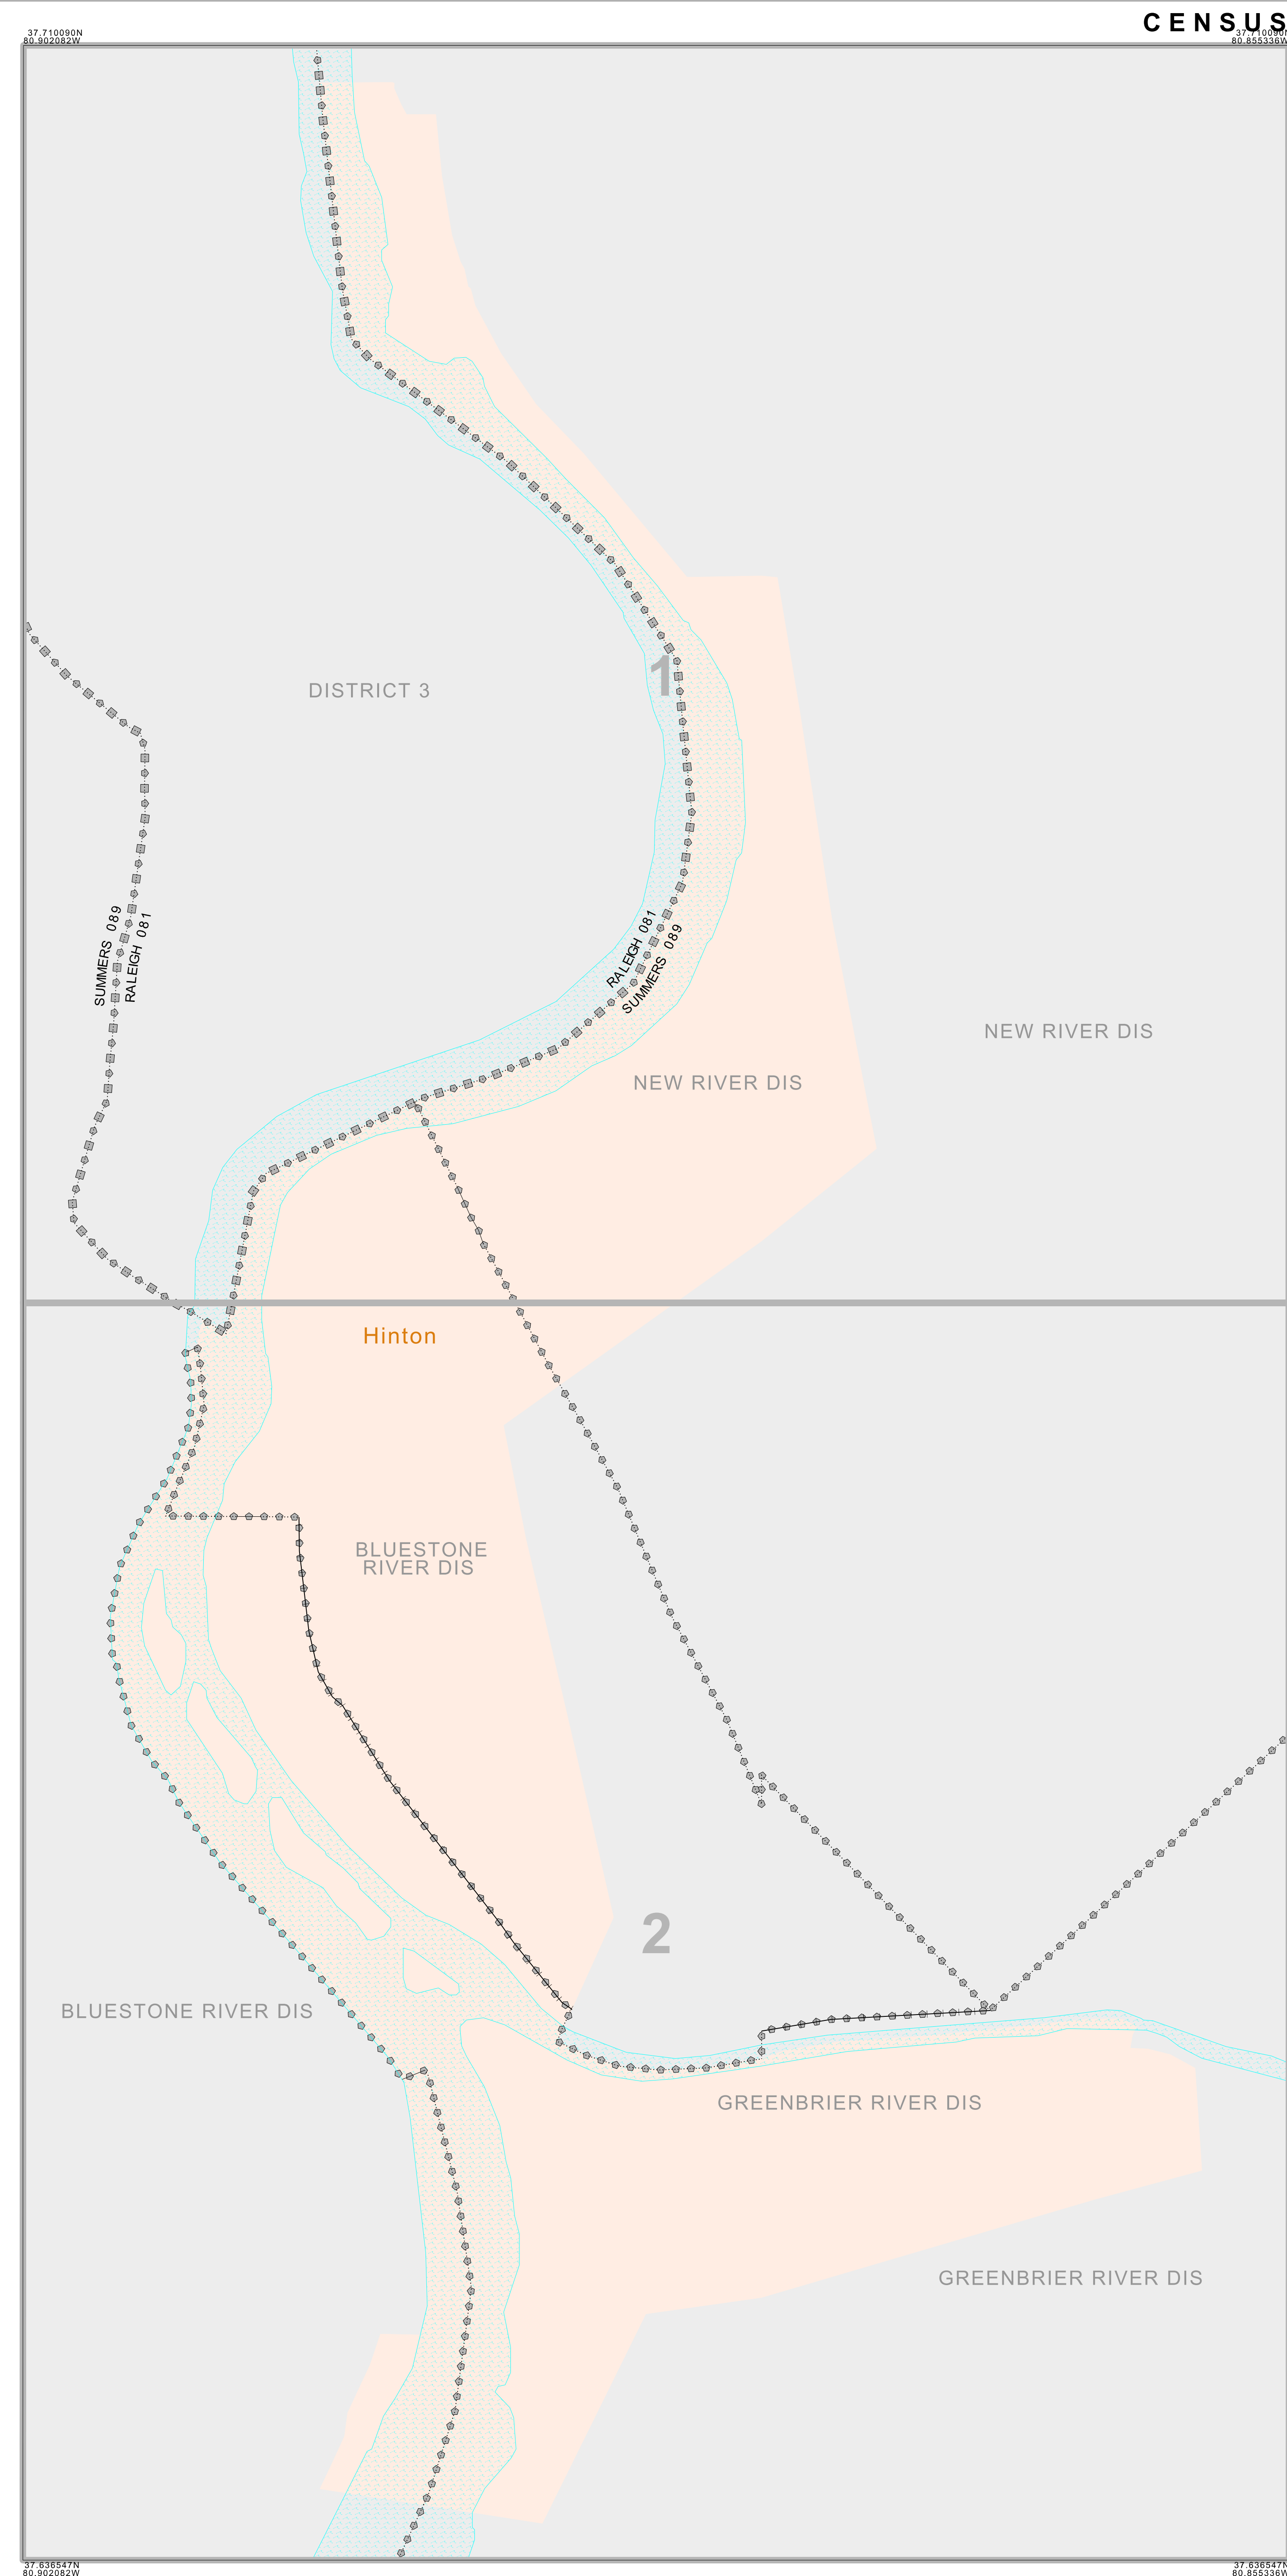 CENSUS
37.710090N
80.902082W
37.710090N
80.855336W
1
DISTRICT 3
SUMMERS 089
RALEIGH 081
RALEIGH 081
SUMMERS 089
NEW RIVER DIS
NEW RIVER DIS
Hinton
BLUESTONE
RIVER DIS
2
BLUESTONE RIVER DIS
GREENBRIER RIVER DIS
GREENBRIER RIVER DIS
37.636547N
80.902082W
37.636547N
80.855336W